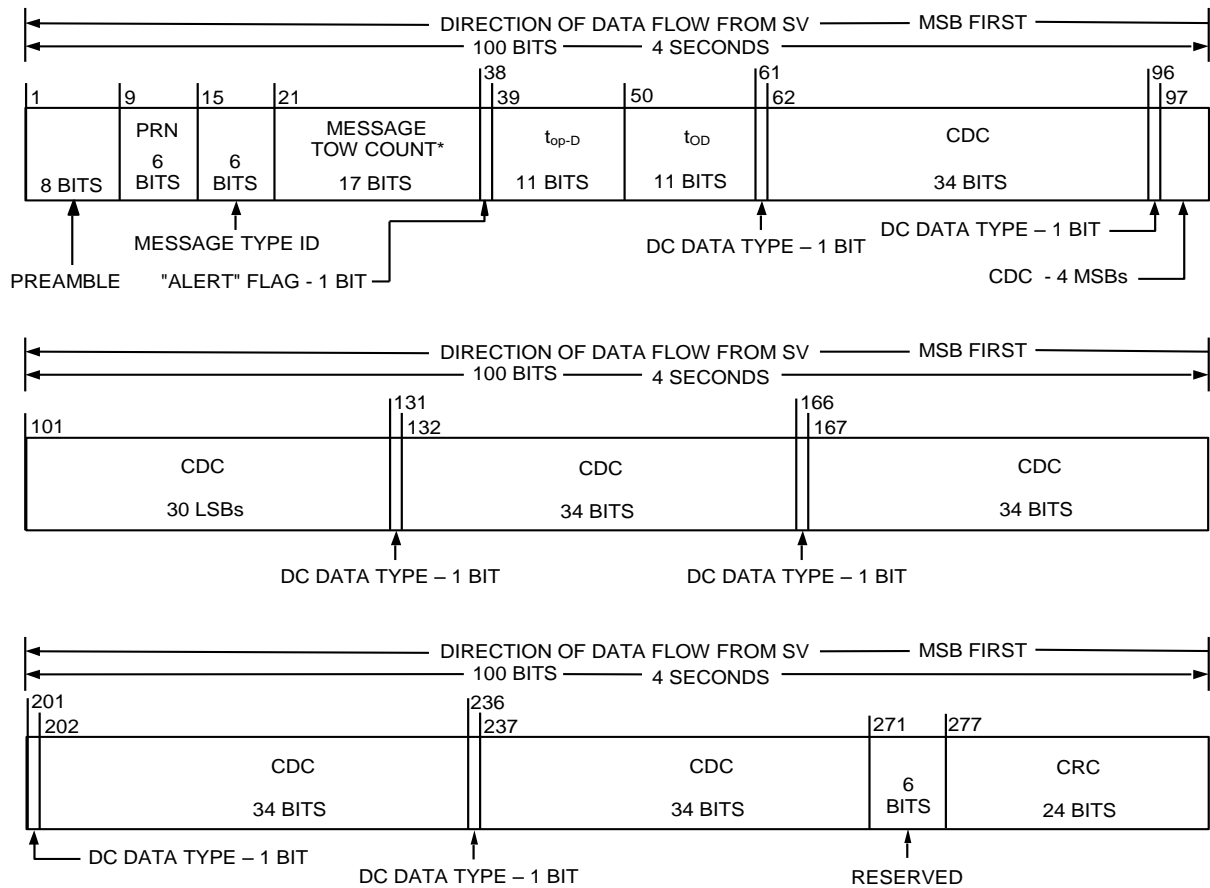 DIRECTION OF DATA FLOW FROM SV MSB FIRST
100 BITS 4 SECONDS
1 9 15 21 38 39 50 61 62 96 97
PRN
MESSAGE
TOW COUNT*
top-D
tOD
CDC
8 BITS
6
BITS
6
BITS
17 BITS
11 BITS
11 BITS
34 BITS
MESSAGE TYPE ID
DC DATA TYPE – 1 BIT
DC DATA TYPE – 1 BIT
PREAMBLE
"ALERT" FLAG - 1 BIT
CDC - 4 MSBs
DIRECTION OF DATA FLOW FROM SV MSB FIRST
100 BITS 4 SECONDS
101 131 132 166 167
CDC CDC CDC
30 LSBs 34 BITS 34 BITS
DC DATA TYPE – 1 BIT DC DATA TYPE – 1 BIT
DIRECTION OF DATA FLOW FROM SV MSB FIRST
100 BITS 4 SECONDS
201 202 236 237 271 277
CDC CDC CRC
34 BITS 34 BITS
6
BITS
24 BITS
DC DATA TYPE – 1 BIT
DC DATA TYPE – 1 BIT
RESERVED